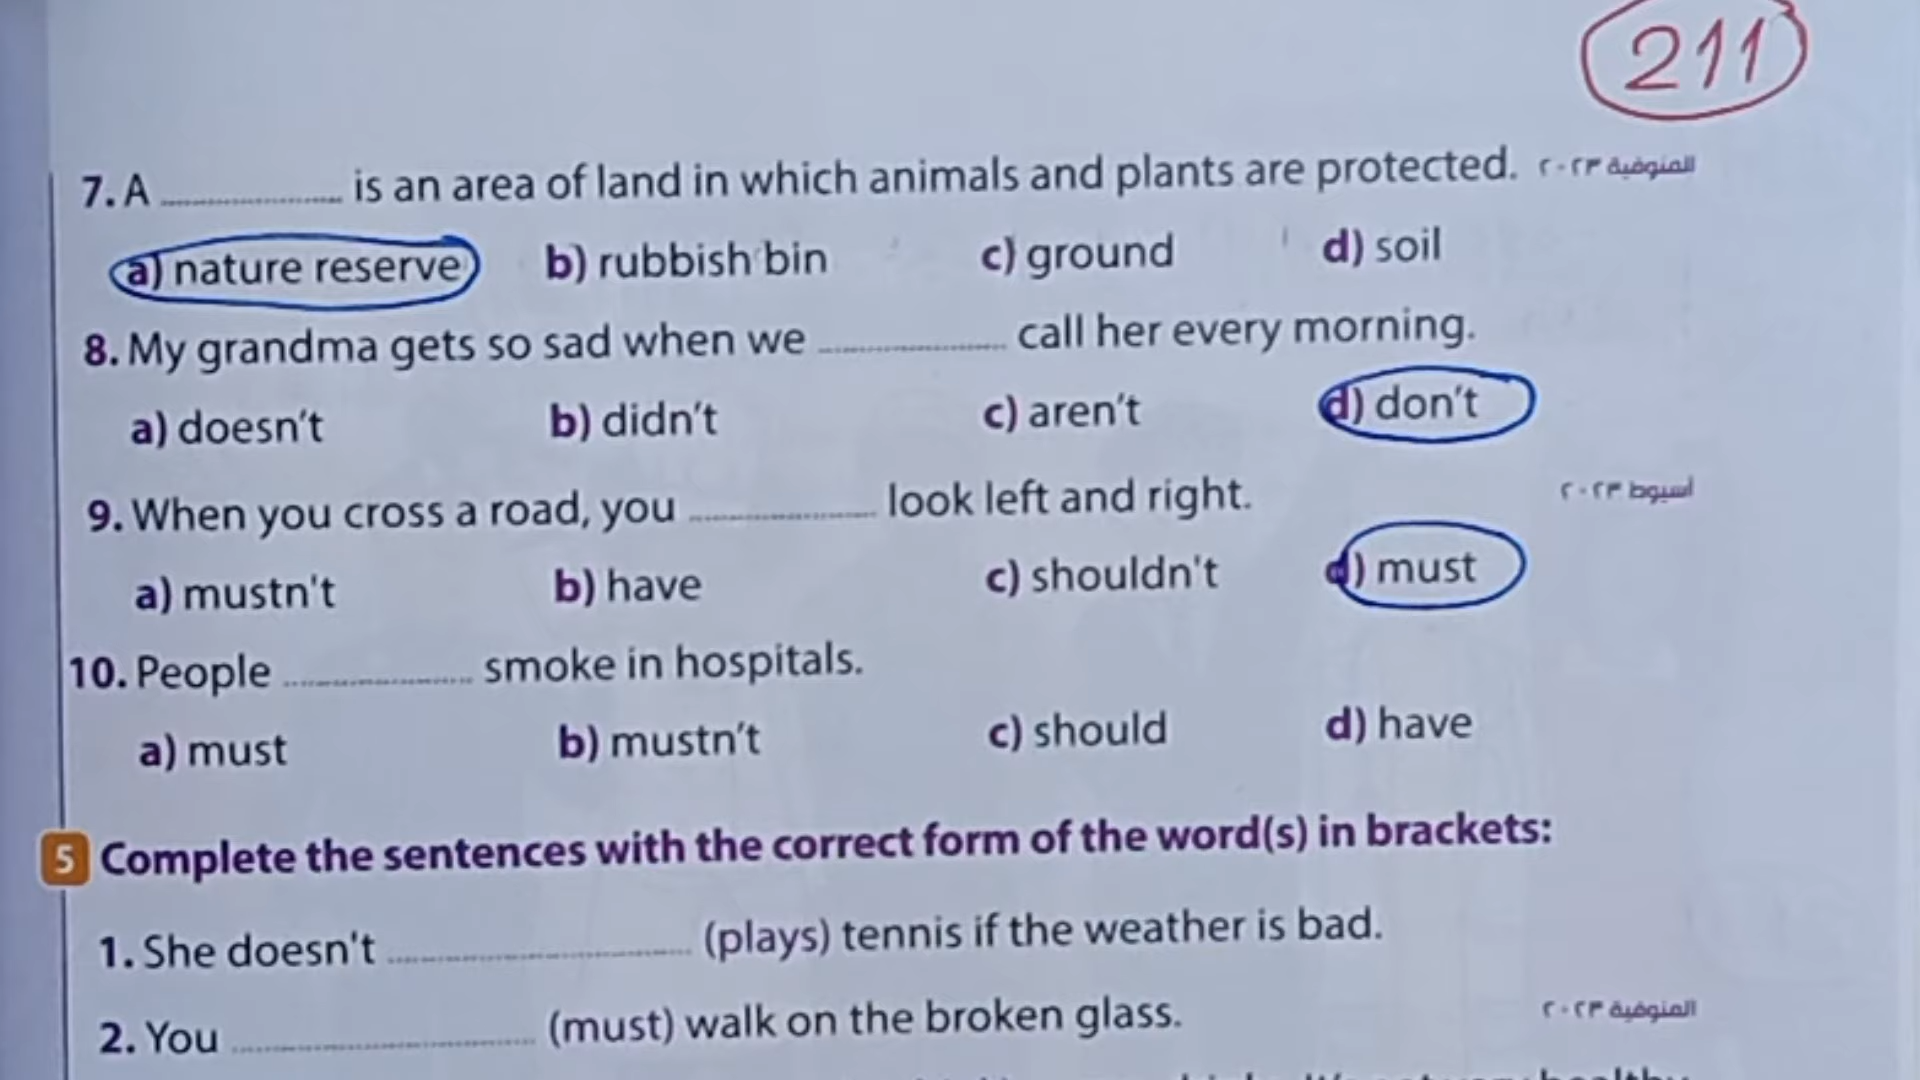 211
7. A .................... is an area of land in which animals and plants are protected. المنوفية ٢٠٢٣
a) nature reserve b) rubbish bin c) ground d) soil
8. My grandma gets so sad when we .................... call her every morning.
a) doesn't b) didn't c) aren't d) don't
9. When you cross a road, you .................... look left and right. أسيوط ٢٠٢٣
a) mustn't b) have c) shouldn't d) must
10. People .................... smoke in hospitals.
a) must b) mustn't c) should d) have
5 Complete the sentences with the correct form of the word(s) in brackets:
1. She doesn't .................... (plays) tennis if the weather is bad.
2. You .................... (must) walk on the broken glass. المنوفية ٢٠٢٣